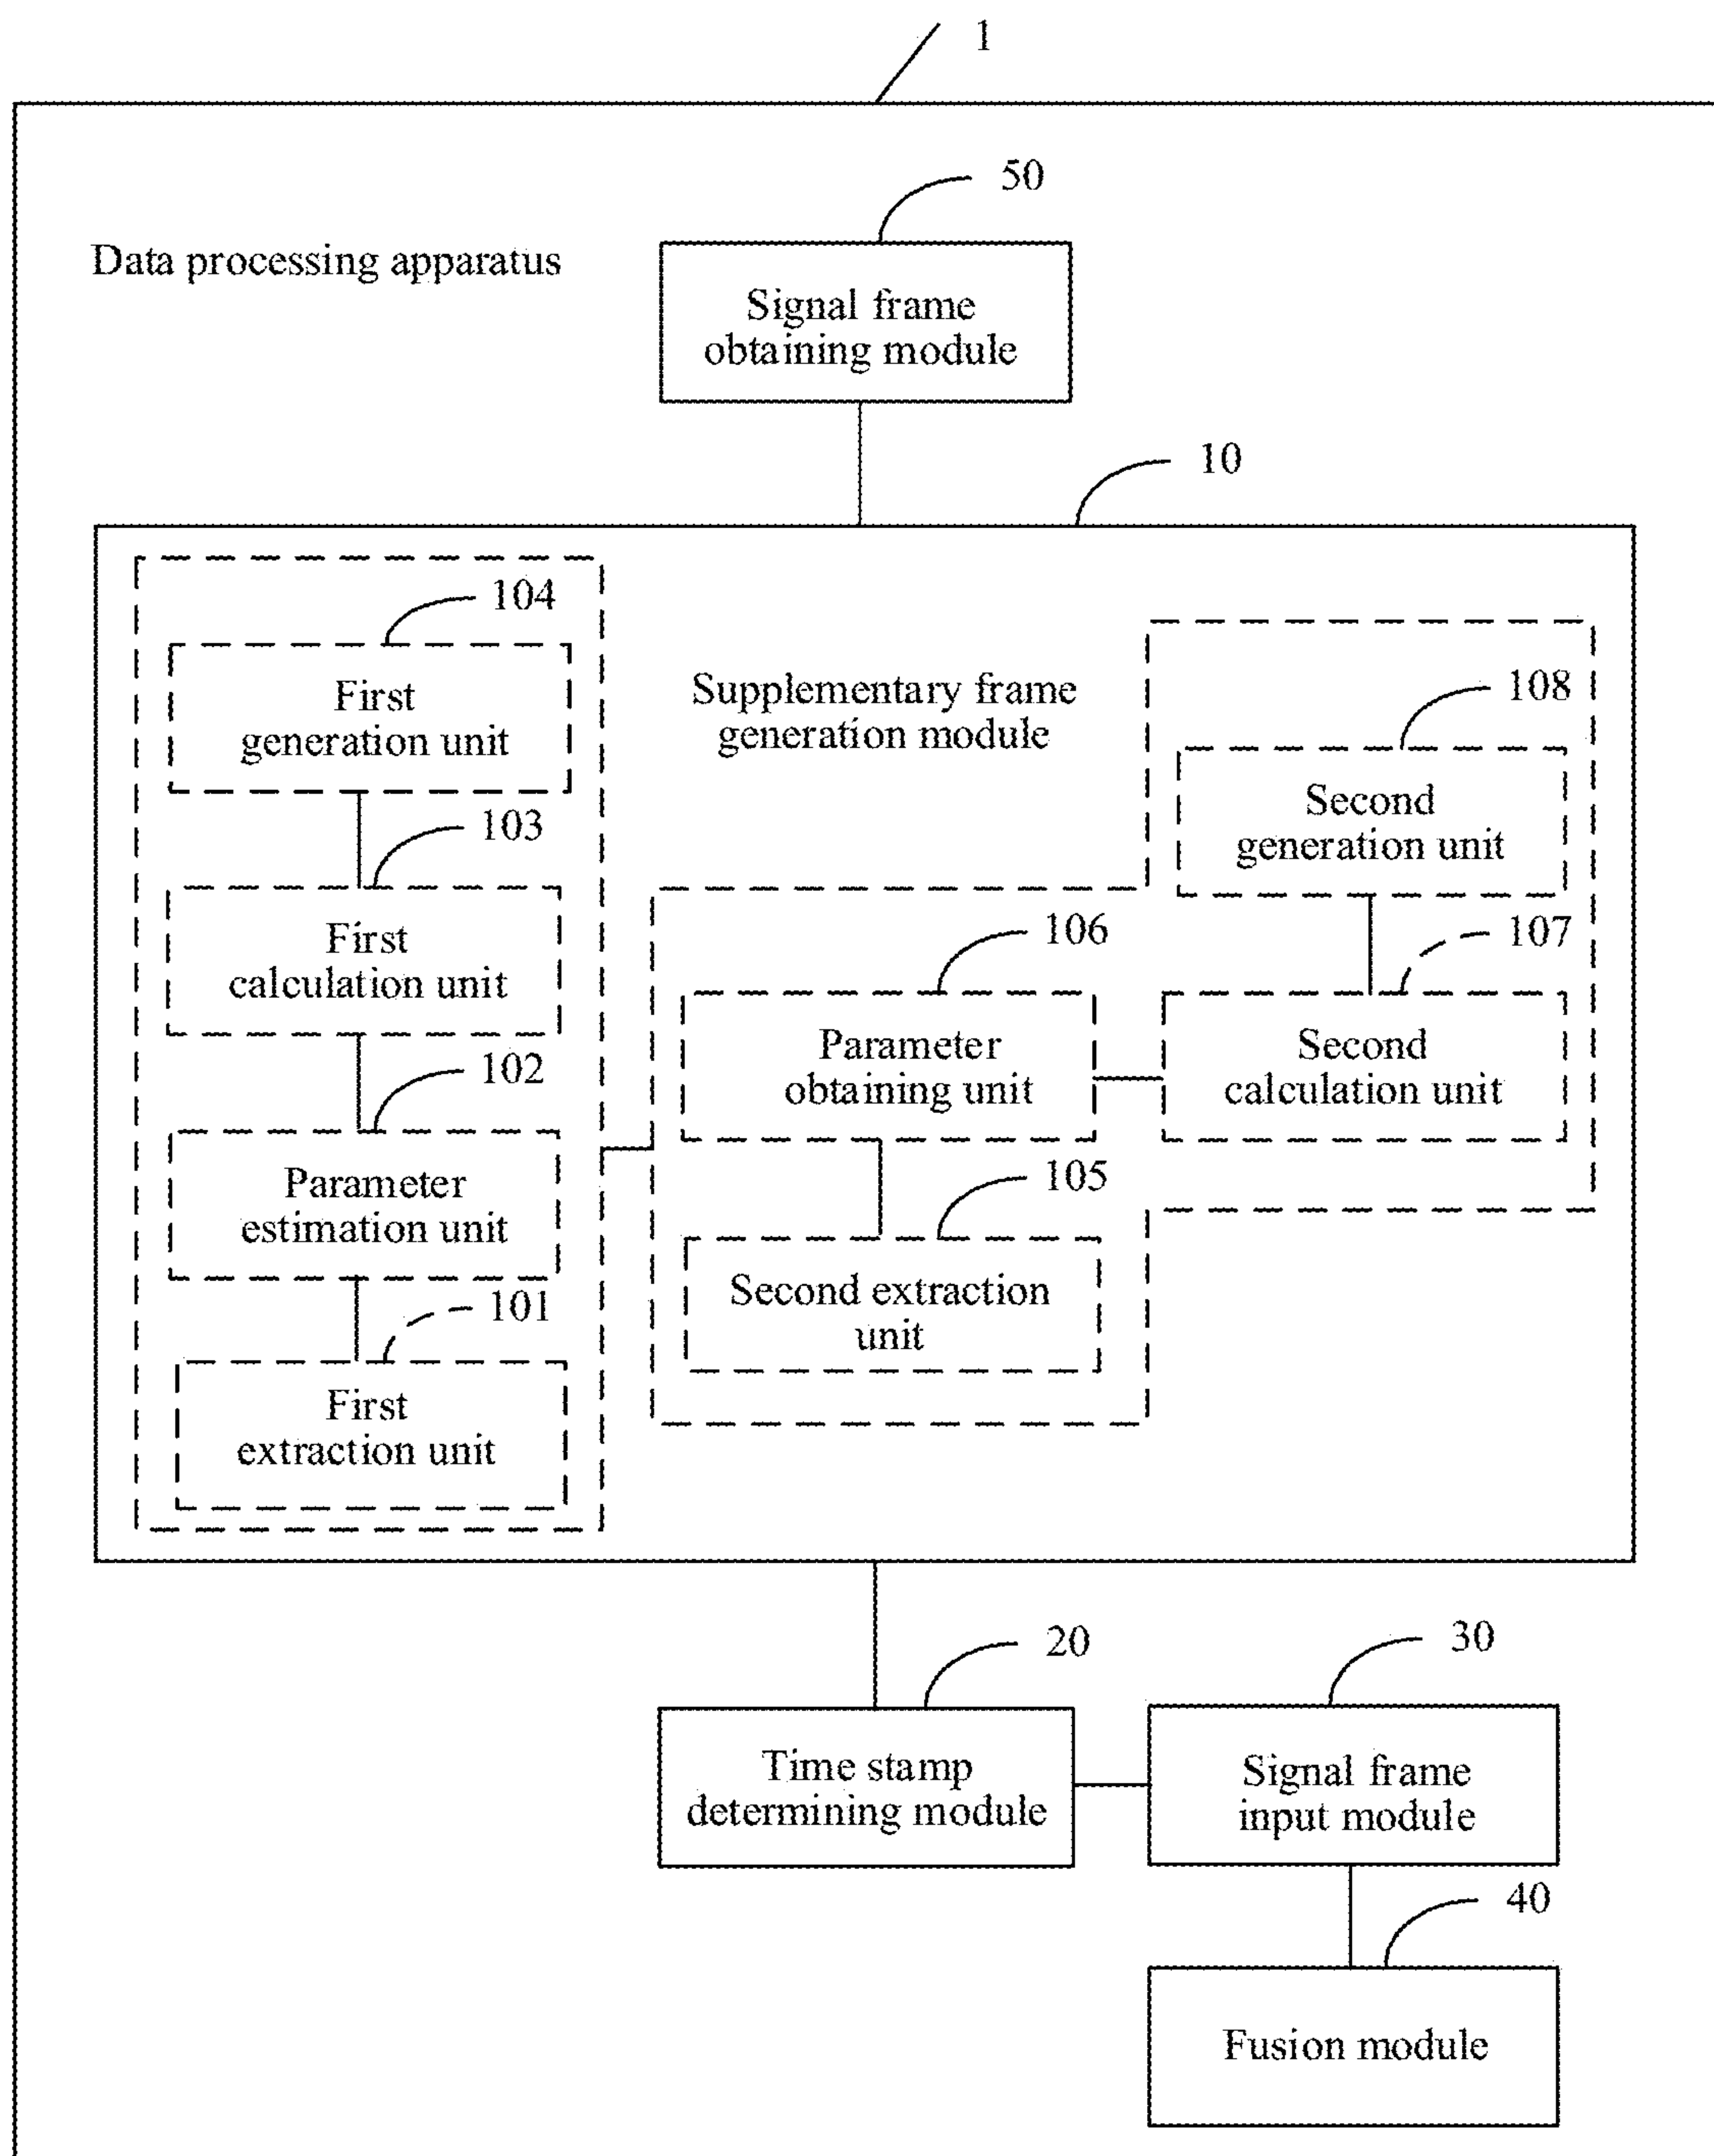 1
50
Data processing apparatus
Signal frame
obtaining module
10
104
First
generation unit
Supplementary frame
generation module
108
Second
generation unit
103
First
calculation unit
106
Parameter
obtaining unit
107
Second
calculation unit
102
Parameter
estimation unit
105
Second extraction
unit
101
First
extraction unit
20
Time stamp
determining module
30
Signal frame
input module
40
Fusion module